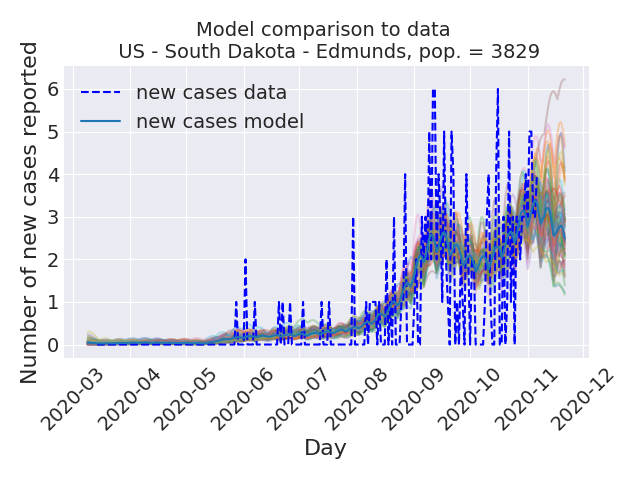 Model comparison to data
US - South Dakota - Edmunds, pop. = 3829
Number of new cases reported
6
5
4
3
2
1
0
new cases data
new cases model
2020-03
2020-04
2020-05
2020-06
2020-07
2020-08
2020-09
2020-10
2020-11
2020-12
Day